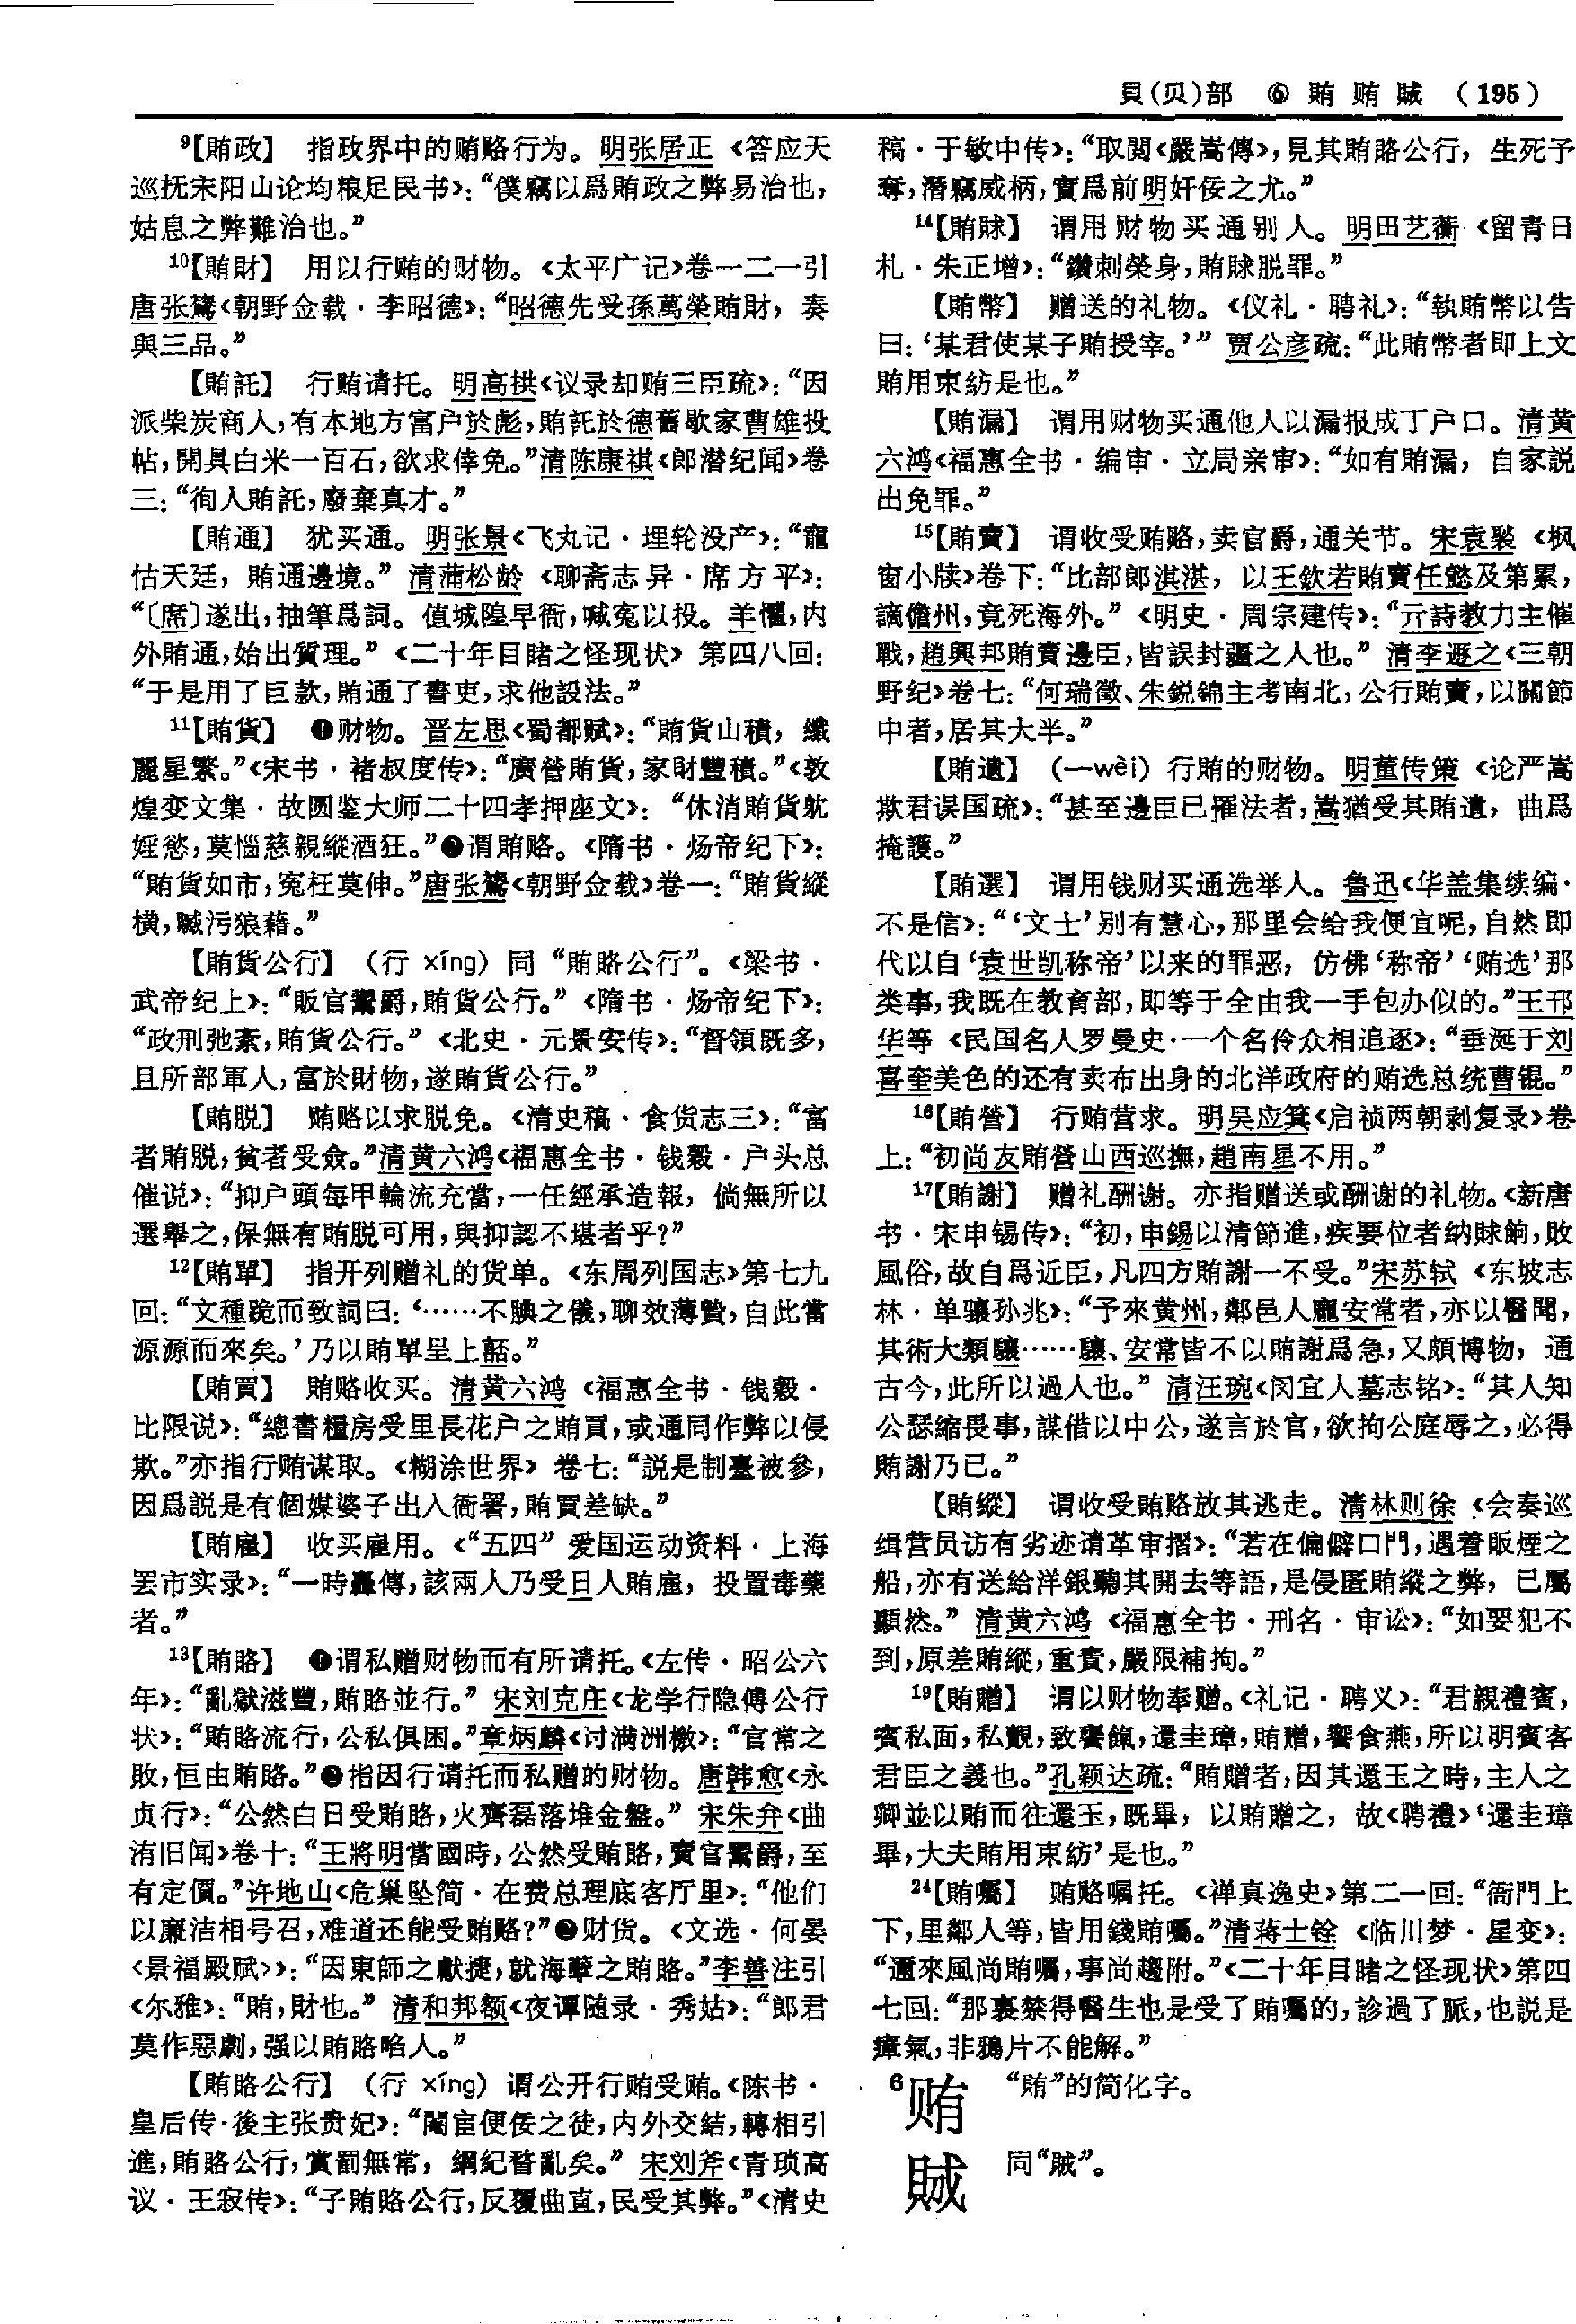 貝(贝)部 ⑥ 賄 贿 賊 (195)
⁹【賄政】 指政界中的贿赂行为。明张居正《答应天
巡抚宋阳山论均粮足民书》：“僕竊以爲賄政之弊易治也，
姑息之弊難治也。”
¹⁰【賄財】 用以行贿的财物。《太平广记》卷一二一引
唐张鷟《朝野佥载·李昭德》：“昭德先受孫萬榮賄財，奏
與三品。”
【賄託】 行贿请托。明高拱《议录却贿三臣疏》：“因
派柴炭商人，有本地方富户於彪，賄託於德舊歇家曹雄投
帖，開具白米一百石，欲求倖免。”清陈康祺《郎潜纪闻》卷
三：“徇人賄託，廢棄真才。”
【賄通】 犹买通。明张景《飞丸记·埋轮没产》：“寵
怙天廷，賄通邊境。”清蒲松龄《聊斋志异·席方平》：
“〔席〕遂出，抽筆爲詞。值城隍早衙，喊冤以投。羊懼，内
外賄通，始出質理。”《二十年目睹之怪现状》第四八回：
“于是用了巨款，賄通了書吏，求他設法。”
¹¹【賄貨】 ❶财物。晋左思《蜀都赋》：“賄貨山積，纖
麗星繁。”《宋书·褚叔度传》：“廣營賄貨，家財豐積。”《敦
煌变文集·故圆鉴大师二十四孝押座文》：“休消賄貨躭
婬慾，莫惱慈親縱酒狂。”❷谓賄赂。《隋书·炀帝纪下》：
“賄貨如市，冤枉莫伸。”唐张鷟《朝野佥载》卷一：“賄貨縱
横，贓污狼藉。”
【賄貨公行】（行 xíng）同“賄赂公行”。《梁书·
武帝纪上》：“販官鬻爵，賄貨公行。”《隋书·炀帝纪下》：
“政刑弛紊，賄貨公行。”《北史·元景安传》：“督領既多，
且所部軍人，富於財物，遂賄貨公行。”
【賄脱】 贿赂以求脱免。《清史稿·食货志三》：“富
者賄脱，貧者受僉。”清黄六鸿《福惠全书·钱穀·户头总
催说》：“抑户頭每甲輪流充當，一任經承造報，倘無所以
選舉之，保無有賄脱可用，與抑認不堪者乎？”
¹²【賄單】 指开列赠礼的货单。《东周列国志》第七九
回：“文種跪而致詞曰：‘……不腆之儀，聊效薄贄，自此當
源源而來矣。’乃以賄單呈上嚭。”
【賄買】 賄赂收买。清黄六鸿《福惠全书·钱穀·
比限说》：“總書糧房受里長花户之賄買，或通同作弊以侵
欺。”亦指行贿谋取。《糊涂世界》卷七：“説是制臺被參，
因爲説是有個媒婆子出入衙署，賄買差缺。”
【賄雇】 收买雇用。《“五四”爱国运动资料·上海
罢市实录》：“一時轟傳，該兩人乃受日人賄雇，投置毒藥
者。”
¹³【賄賂】 ❶谓私赠财物而有所请托。《左传·昭公六
年》：“亂獄滋豐，賄賂並行。”宋刘克庄《龙学行隐傅公行
状》：“賄賂流行，公私俱困。”章炳麟《讨满洲檄》：“官常之
敗，恒由賄賂。”❷指因行请托而私赠的财物。唐韩愈《永
贞行》：“公然白日受賄賂，火齊磊落堆金盤。”宋朱弁《曲
洧旧闻》卷十：“王將明當國時，公然受賄賂，賣官鬻爵，至
有定價。”许地山《危巢坠简·在费总理底客厅里》：“他们
以廉洁相号召，难道还能受贿赂？”❸财货。《文选·何晏
〈景福殿赋〉》：“因東師之獻捷，就海孽之賄賂。”李善注引
《尔雅》：“賄，財也。”清和邦额《夜谭随录·秀姑》：“郎君
莫作惡劇，强以賄賂啗人。”
【賄賂公行】（行 xíng）谓公开行贿受贿。《陈书·
皇后传·後主张贵妃》：“閹宦便佞之徒，内外交結，轉相引
進，賄賂公行，賞罰無常，綱紀瞀亂矣。”宋刘斧《青琐高
议·王寂传》：“子賄賂公行，反覆曲直，民受其弊。”《清史
稿·于敏中传》：“取閱《嚴嵩傳》，見其賄賂公行，生死予
奪，潛竊威柄，實爲前明奸佞之尤。”
¹⁴【賄賕】 谓用财物买通别人。明田艺蘅《留青日
札·朱正增》：“鑽刺榮身，賄賕脱罪。”
【賄幣】 赠送的礼物。《仪礼·聘礼》：“執賄幣以告
曰：‘某君使某子賄授宰。’”贾公彦疏：“此賄幣者即上文
賄用束紡是也。”
【賄漏】 谓用财物买通他人以漏报成丁户口。清黄
六鸿《福惠全书·编审·立局亲审》：“如有賄漏，自家説
出免罪。”
¹⁵【賄賣】 谓收受贿赂，卖官爵，通关节。宋袁褧《枫
窗小牍》卷下：“比部郎淇湛，以王欽若賄賣任懿及第累，
謫儋州，竟死海外。”《明史·周宗建传》：“亓詩教力主催
戰，趙興邦賄賣邊臣，皆誤封疆之人也。”清李遜之《三朝
野纪》卷七：“何瑞徵、朱鋭錦主考南北，公行賄賣，以關節
中者，居其大半。”
【賄遺】（—wèi）行賄的财物。明董传策《论严嵩
欺君误国疏》：“甚至邊臣已罹法者，嵩猶受其賄遺，曲爲
掩護。”
【賄選】 谓用钱财买通选举人。鲁迅《华盖集续编·
不是信》：“‘文士’别有慧心，那里会给我便宜呢，自然即
代以自‘袁世凯称帝’以来的罪恶，仿佛‘称帝’‘贿选’那
类事，我既在教育部，即等于全由我一手包办似的。”王邗
华等《民国名人罗曼史·一个名伶众相追逐》：“垂涎于刘
喜奎美色的还有卖布出身的北洋政府的贿选总统曹锟。”
¹⁶【賄營】 行贿营求。明吴应箕《启祯两朝剥复录》卷
上：“初尚友賄營山西巡撫，趙南星不用。”
¹⁷【賄謝】 赠礼酬谢。亦指赠送或酬谢的礼物。《新唐
书·宋申锡传》：“初，申錫以清節進，疾要位者納賕餉，敗
風俗，故自爲近臣，凡四方賄謝一不受。”宋苏轼《东坡志
林·单骧孙兆》：“予來黄州，鄰邑人龐安常者，亦以醫聞，
其術大類驤……驤、安常皆不以賄謝爲急，又頗博物，通
古今，此所以過人也。”清汪琬《闵宜人墓志铭》：“其人知
公瑟缩畏事，謀借以中公，遂言於官，欲拘公庭辱之，必得
賄謝乃已。”
【賄縱】 谓收受賄赂放其逃走。清林则徐《会奏巡
缉营员访有劣迹请革审摺》：“若在偏僻口門，遇着販煙之
船，亦有送給洋銀聽其開去等語，是侵匿賄縱之弊，已屬
顯然。”清黄六鸿《福惠全书·刑名·审讼》：“如要犯不
到，原差賄縱，重責，嚴限補拘。”
¹⁹【賄贈】 谓以财物奉赠。《礼记·聘义》：“君親禮賓，
賓私面，私覿，致饔餼，還圭璋，賄贈，饗食燕，所以明賓客
君臣之義也。”孔颖达疏：“賄贈者，因其還玉之時，主人之
卿並以賄而往還玉，既畢，以賄贈之，故《聘禮》‘還圭璋
畢，大夫賄用束紡’是也。”
²⁴【賄囑】 贿赂嘱托。《禅真逸史》第二一回：“衙門上
下，里鄰人等，皆用錢賄囑。”清蒋士铨《临川梦·星变》：
“邇來風尚賄囑，事尚趨附。”《二十年目睹之怪现状》第四
七回：“那裏禁得醫生也是受了賄囑的，診過了脈，也説是
瘴氣，非鴉片不能解。”
⁶贿 “賄”的简化字。
賊 同“贼”。